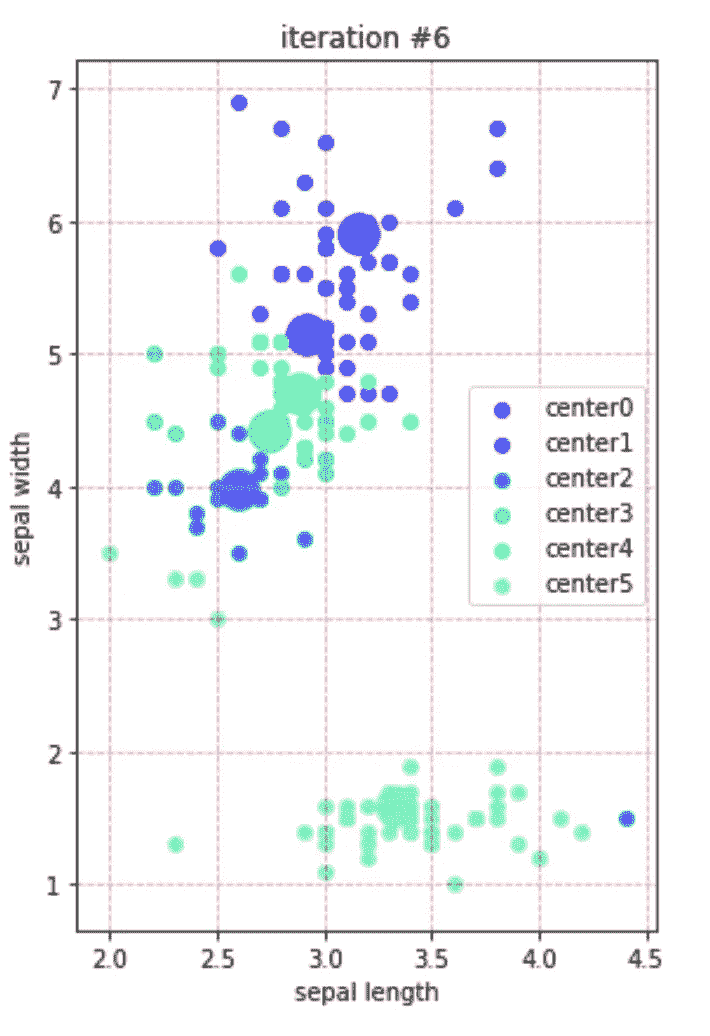 iteration #6
7
6
5
4
3
2
1
sepal width
center0
center1
center2
center3
center4
center5
2.0 2.5 3.0 3.5 4.0 4.5
sepal length